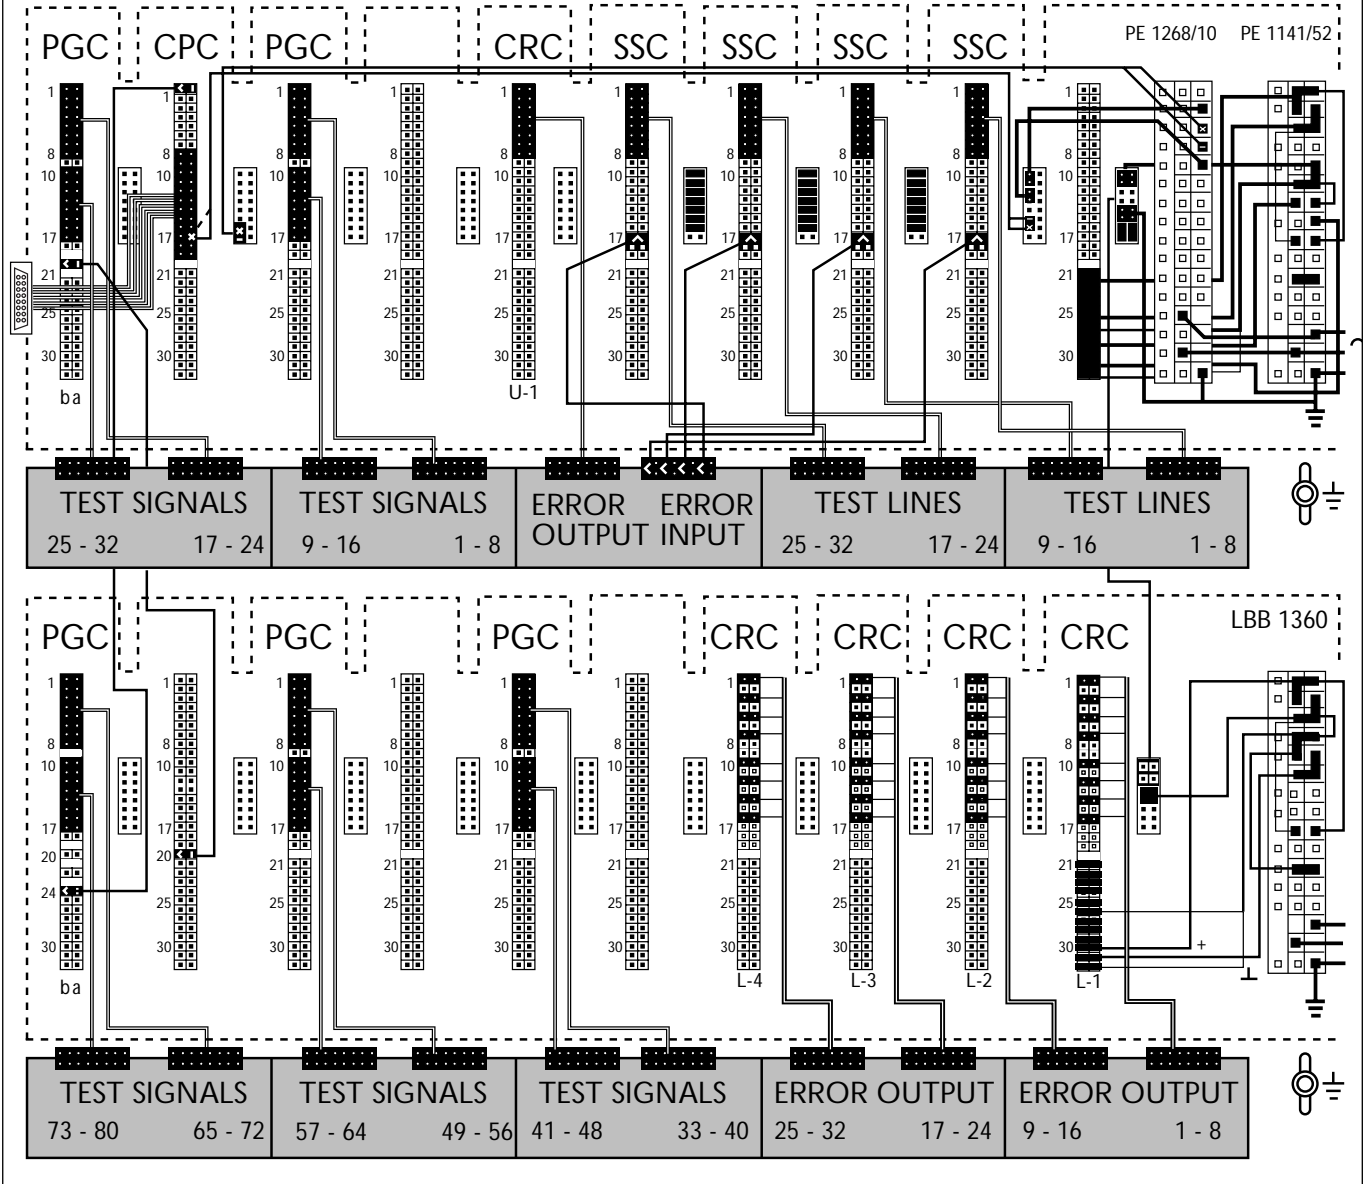 PGC CPC PGC CRC SSC SSC SSC SSC PE 1268/10 PE 1141/52
1 1 1 1 1 1 1 1 1 1
8 8 8 8 8 8 8 8 8 8
10 10 10 10 10 10 10 10 10 10
17 17 17 17 17 17 17 17 17 17
21 21 21 21 21 21 21 21 21 21
25 25 25 25 25 25 25 25 25 25
30 30 30 30 30 30 30 30 30 30
ba U-1
TEST SIGNALS TEST SIGNALS ERROR OUTPUT ERROR INPUT TEST LINES TEST LINES
25 - 32 17 - 24 9 - 16 1 - 8 25 - 32 17 - 24 9 - 16 1 - 8
PGC PGC PGC CRC CRC CRC CRC LBB 1360
1 1 1 1 1 1 1 1 1 1
8 8 8 8 8 8 8 8 8 8
10 10 10 10 10 10 10 10 10 10
17 17 17 17 17 17 17 17 17 17
20 20
21 21 21 21 21 21 21 21
24
25 25 25 25 25 25 25 25 25
30 30 30 30 30 30 30 30 30 30
+
ba L-4 L-3 L-2 L-1
TEST SIGNALS TEST SIGNALS TEST SIGNALS ERROR OUTPUT ERROR OUTPUT
73 - 80 65 - 72 57 - 64 49 - 56 41 - 48 33 - 40 25 - 32 17 - 24 9 - 16 1 - 8